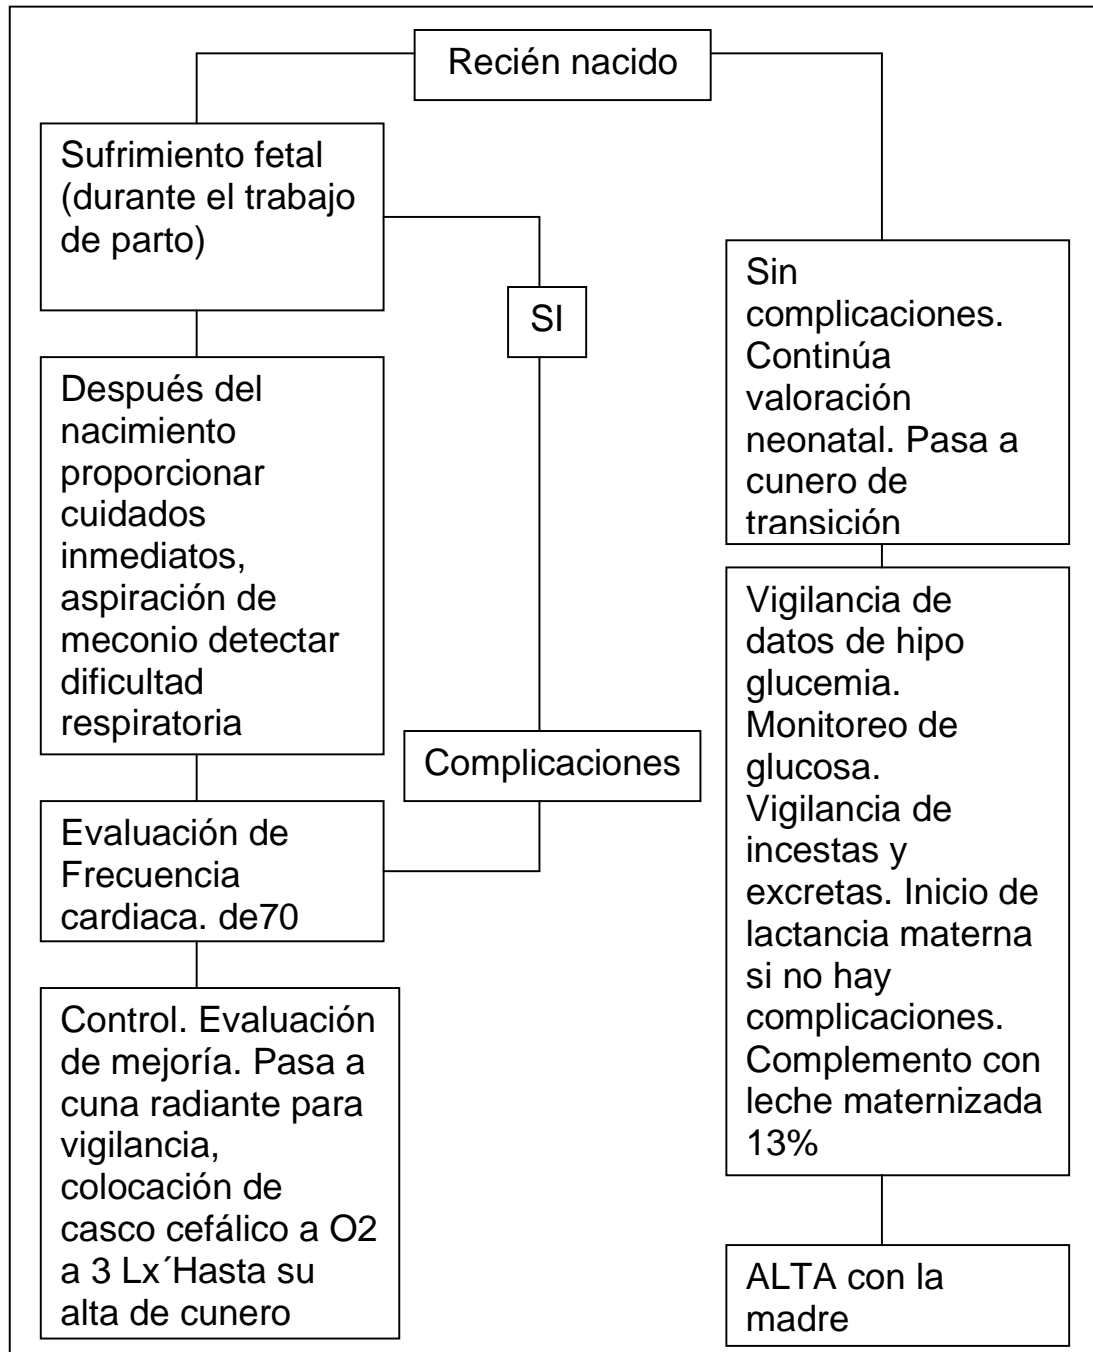 Recién nacido
Sufrimiento fetal
(durante el trabajo
de parto)
SI
Después del
nacimiento
proporcionar
cuidados
inmediatos,
aspiración de
meconio detectar
dificultad
respiratoria
Complicaciones
Evaluación de
Frecuencia
cardiaca. de70
Control. Evaluación
de mejoría. Pasa a
cuna radiante para
vigilancia,
colocación de
casco cefálico a O2
a 3 Lx´Hasta su
alta de cunero
Sin
complicaciones.
Continúa
valoración
neonatal. Pasa a
cunero de
transición
Vigilancia de
datos de hipo
glucemia.
Monitoreo de
glucosa.
Vigilancia de
incestas y
excretas. Inicio de
lactancia materna
si no hay
complicaciones.
Complemento con
leche maternizada
13%
ALTA con la
madre